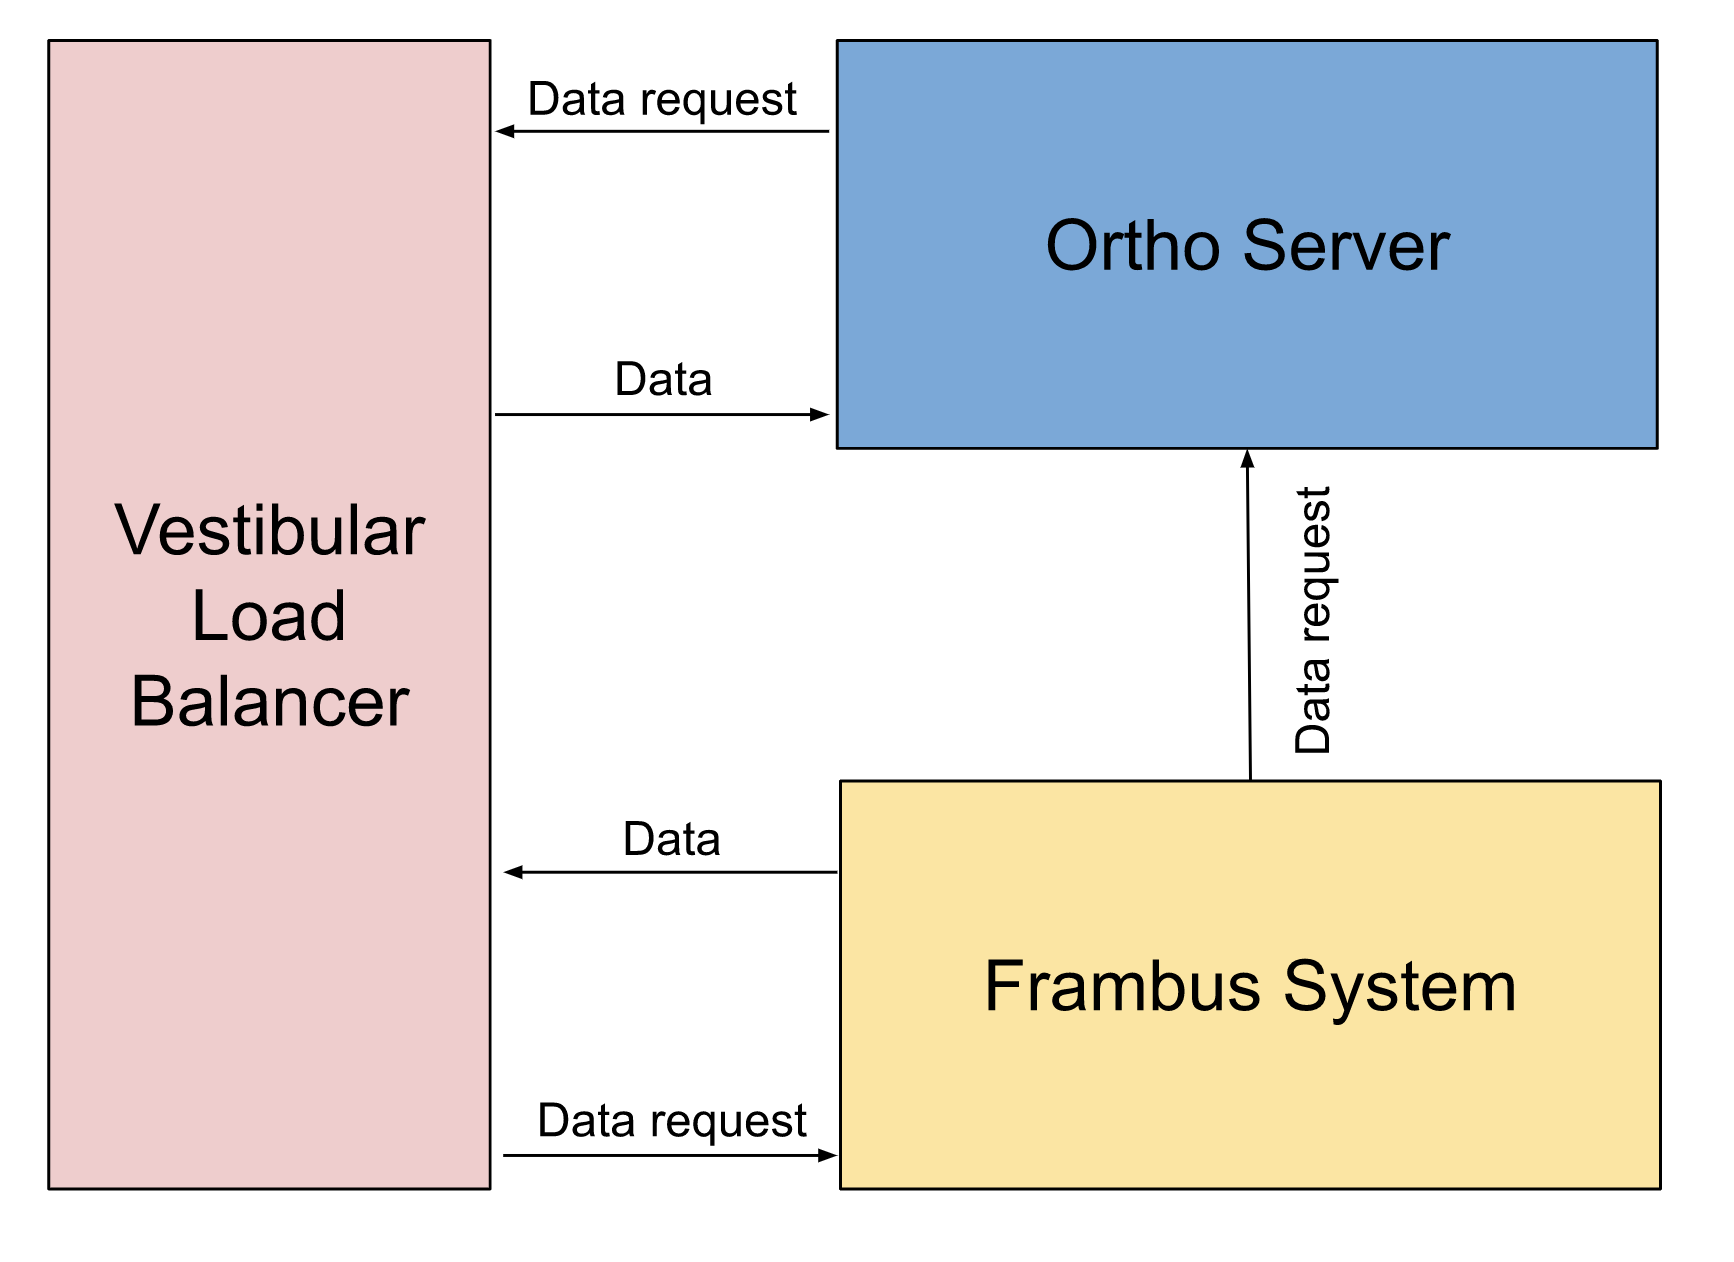 Data request
Ortho Server
Data
Vestibular
Load
Balancer
Data request
Data
Frambus System
Data request